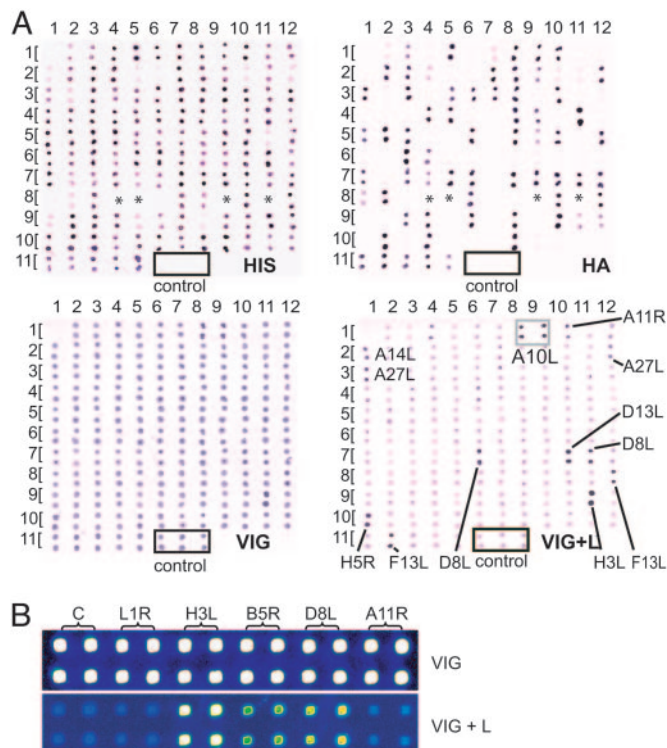 A
1 2 3 4 5 6 7 8 9 10 11 12
1[
2[
3[
4[
5[
6[
7[
8[
9[
10[
11[
* * * *
HIS
control
1 2 3 4 5 6 7 8 9 10 11 12
1[
2[
3[
4[
5[
6[
7[
8[
9[
10[
11[
* * * *
HA
control
1 2 3 4 5 6 7 8 9 10 11 12
1[
2[
3[
4[
5[
6[
7[
8[
9[
10[
11[
VIG
control
1 2 3 4 5 6 7 8 9 10 11 12
1[
2[
3[
4[
5[
6[
7[
8[
9[
10[
11[
A11R
A10L
A14L
A27L
A27L
D13L
D8L
VIG+L
H5R F13L D8L control H3L F13L
B
C L1R H3L B5R D8L A11R
VIG
VIG + L